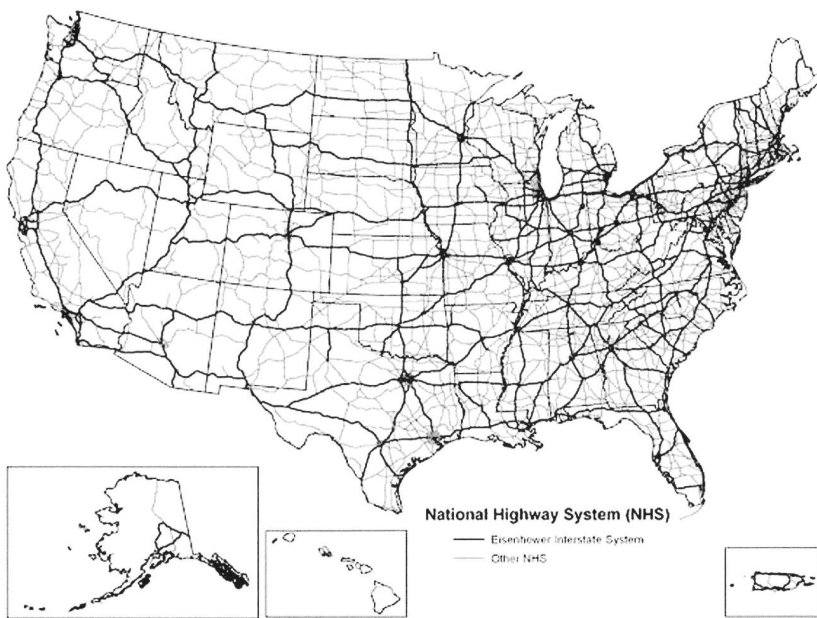 National Highway System (NHS)
Eisenhower Interstate System
Other NHS